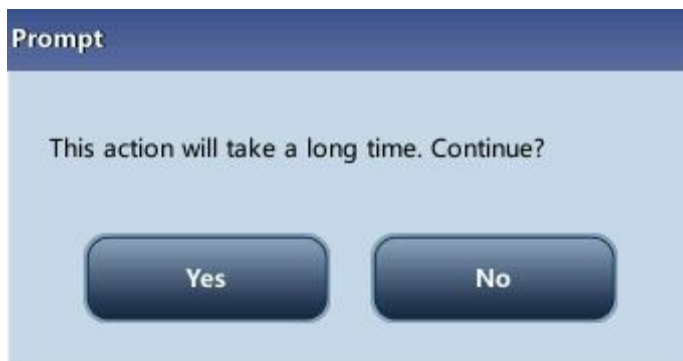 Prompt
This action will take a long time. Continue?
Yes
No